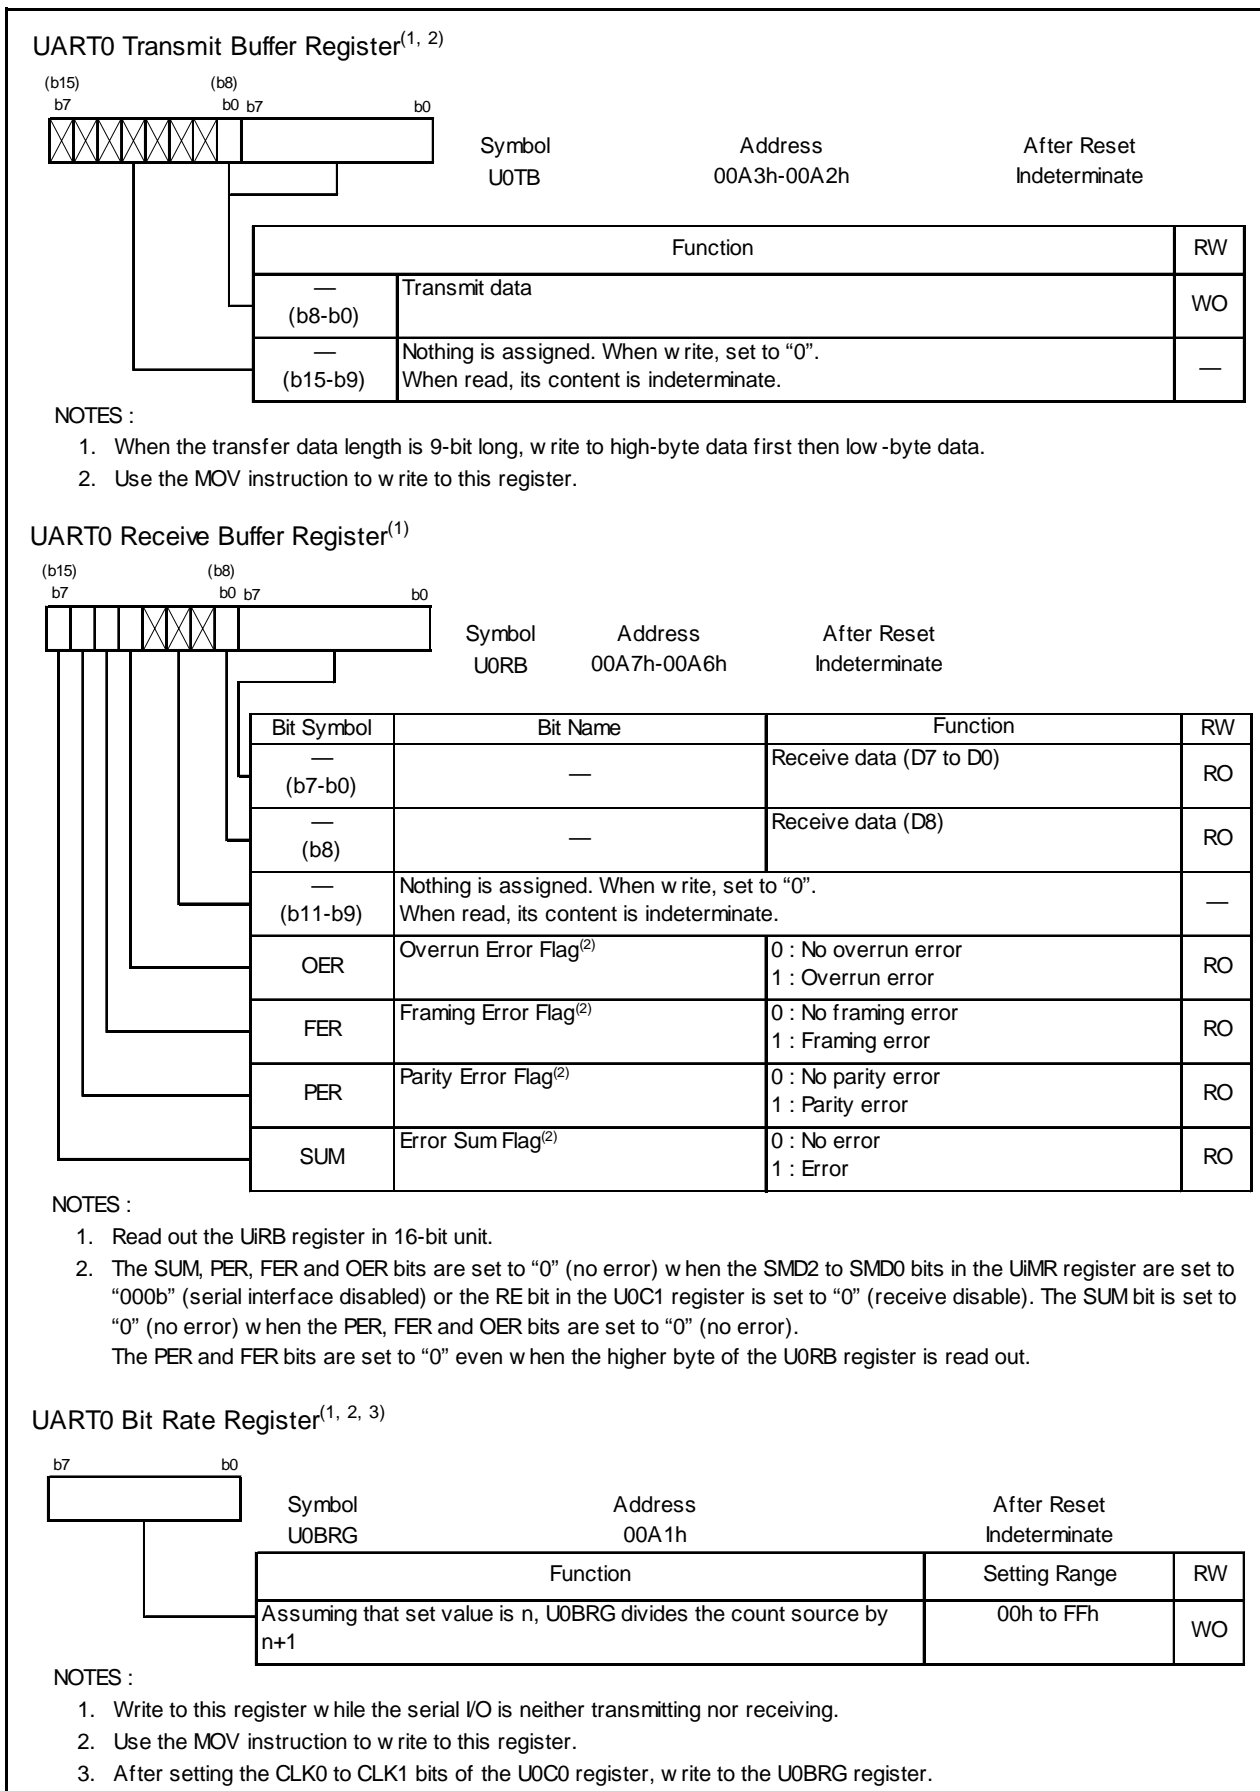 UART0 Transmit Buffer Register(1, 2)
(b15) (b8)
b7 b0 b7 b0
Symbol Address After Reset
U0TB 00A3h-00A2h Indeterminate
Function RW
—
(b8-b0) Transmit data WO
—
(b15-b9) Nothing is assigned. When write, set to “0”.
When read, its content is indeterminate. —
NOTES :
1. When the transfer data length is 9-bit long, write to high-byte data first then low-byte data.
2. Use the MOV instruction to write to this register.
UART0 Receive Buffer Register(1)
(b15) (b8)
b7 b0 b7 b0
Symbol Address After Reset
U0RB 00A7h-00A6h Indeterminate
Bit Symbol Bit Name Function RW
—
(b7-b0) — Receive data (D7 to D0) RO
—
(b8) — Receive data (D8) RO
—
(b11-b9) Nothing is assigned. When write, set to “0”.
When read, its content is indeterminate. —
OER Overrun Error Flag(2) 0 : No overrun error
1 : Overrun error RO
FER Framing Error Flag(2) 0 : No framing error
1 : Framing error RO
PER Parity Error Flag(2) 0 : No parity error
1 : Parity error RO
SUM Error Sum Flag(2) 0 : No error
1 : Error RO
NOTES :
1. Read out the UiRB register in 16-bit unit.
2. The SUM, PER, FER and OER bits are set to “0” (no error) when the SMD2 to SMD0 bits in the UiMR register are set to
“000b” (serial interface disabled) or the RE bit in the U0C1 register is set to “0” (receive disable). The SUM bit is set to
“0” (no error) when the PER, FER and OER bits are set to “0” (no error).
The PER and FER bits are set to “0” even when the higher byte of the U0RB register is read out.
UART0 Bit Rate Register(1, 2, 3)
b7 b0
Symbol Address After Reset
U0BRG 00A1h Indeterminate
Function Setting Range RW
Assuming that set value is n, U0BRG divides the count source by
n+1 00h to FFh WO
NOTES :
1. Write to this register while the serial I/O is neither transmitting nor receiving.
2. Use the MOV instruction to write to this register.
3. After setting the CLK0 to CLK1 bits of the U0C0 register, write to the U0BRG register.